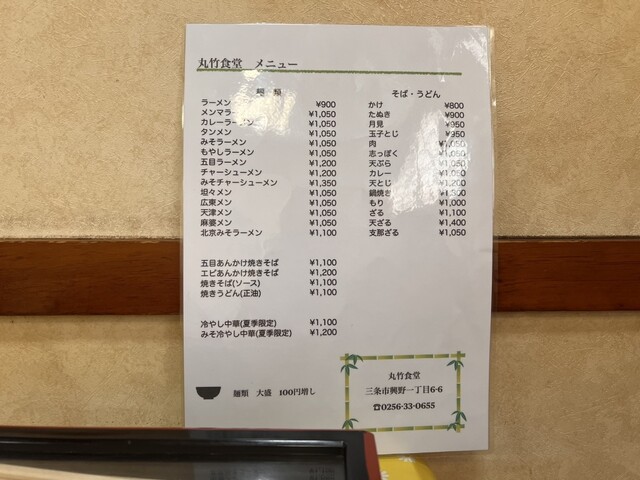 丸竹食堂 メニュー
麺 類
ラーメン ¥900
メンマラーメン ¥1,050
カレーラーメン ¥1,050
タンメン ¥1,050
みそラーメン ¥1,050
もやしラーメン ¥1,050
五目ラーメン ¥1,200
チャーシューメン ¥1,200
みそチャーシューメン ¥1,350
坦々メン ¥1,050
広東メン ¥1,050
天津メン ¥1,050
麻婆メン ¥1,050
北京みそラーメン ¥1,100
五目あんかけ焼きそば ¥1,100
エビあんかけ焼きそば ¥1,200
焼きそば(ソース) ¥1,100
焼きうどん(正油) ¥1,100
冷やし中華(夏季限定) ¥1,100
みそ冷やし中華(夏季限定) ¥1,200
麺類 大盛 100円増し
そば・うどん
かけ ¥800
たぬき ¥950
月見 ¥950
玉子とじ ¥950
肉 ¥1,050
志っぽく ¥1,050
天ぷら ¥1,050
カレー ¥1,050
天とじ ¥1,200
鍋焼き ¥1,300
もり ¥1,000
ざる ¥1,100
天ざる ¥1,400
支那ざる ¥1,050
丸竹食堂
三条市興野一丁目6-6
☎0256-33-0655